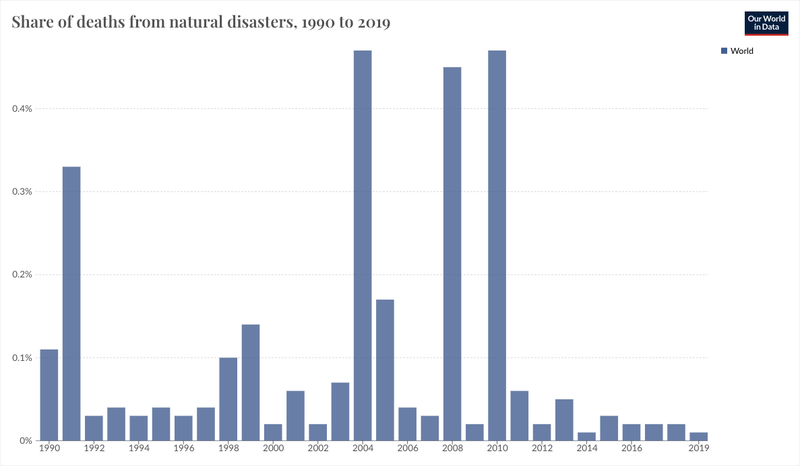 Share of deaths from natural disasters, 1990 to 2019
Our World
in Data
World
0.4%
0.3%
0.2%
0.1%
0%
1990 1992 1994 1996 1998 2000 2002 2004 2006 2008 2010 2012 2014 2016 2019